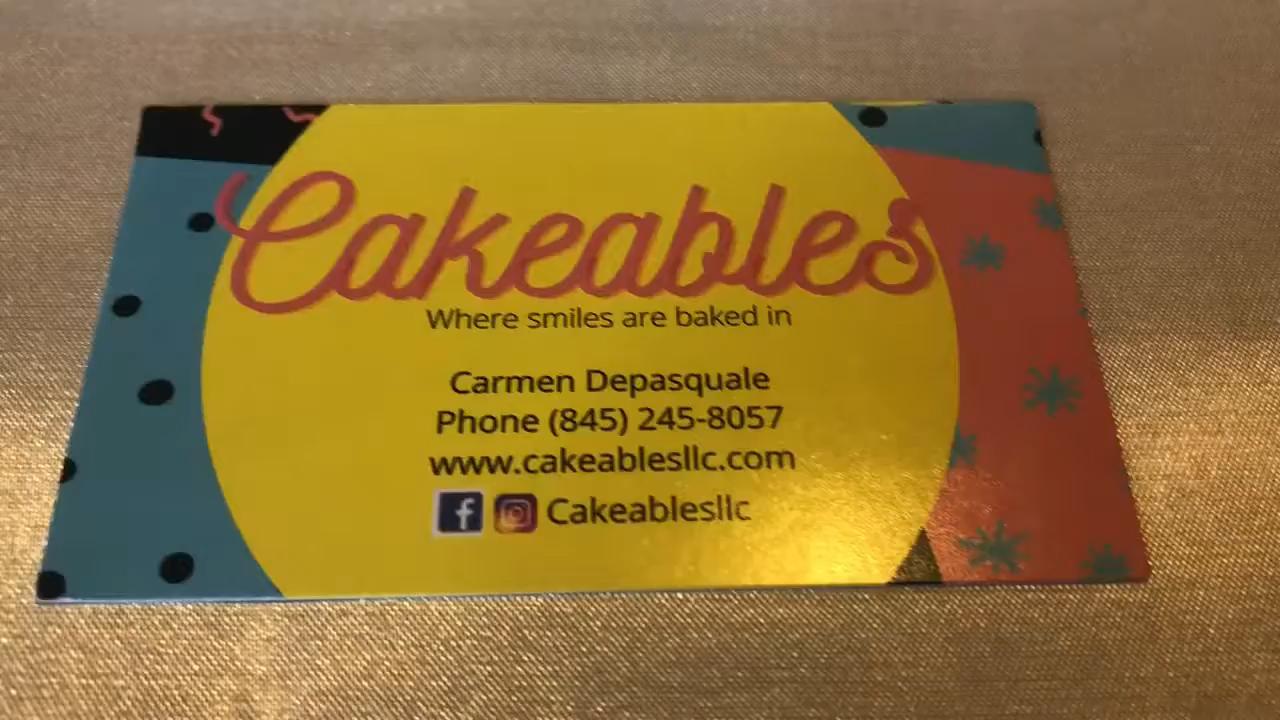 Cakeables
Where smiles are baked in
Carmen Depasquale
Phone (845) 245-8057
www.cakeablesllc.com
f Cakeablesllc